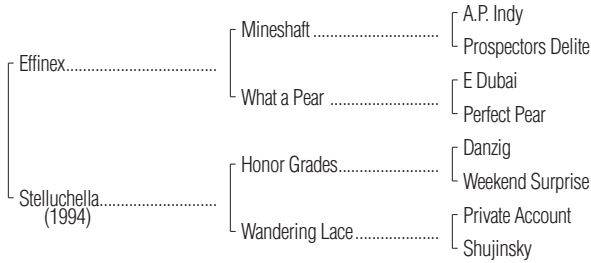 A.P. Indy
Mineshaft ..............................
Prospectors Delite
Effinex.....................................
E Dubai
What a Pear ...........................
Perfect Pear
Danzig
Honor Grades........................
Weekend Surprise
Stelluchella............................
(1994)
Private Account
Wandering Lace....................
Shujinsky